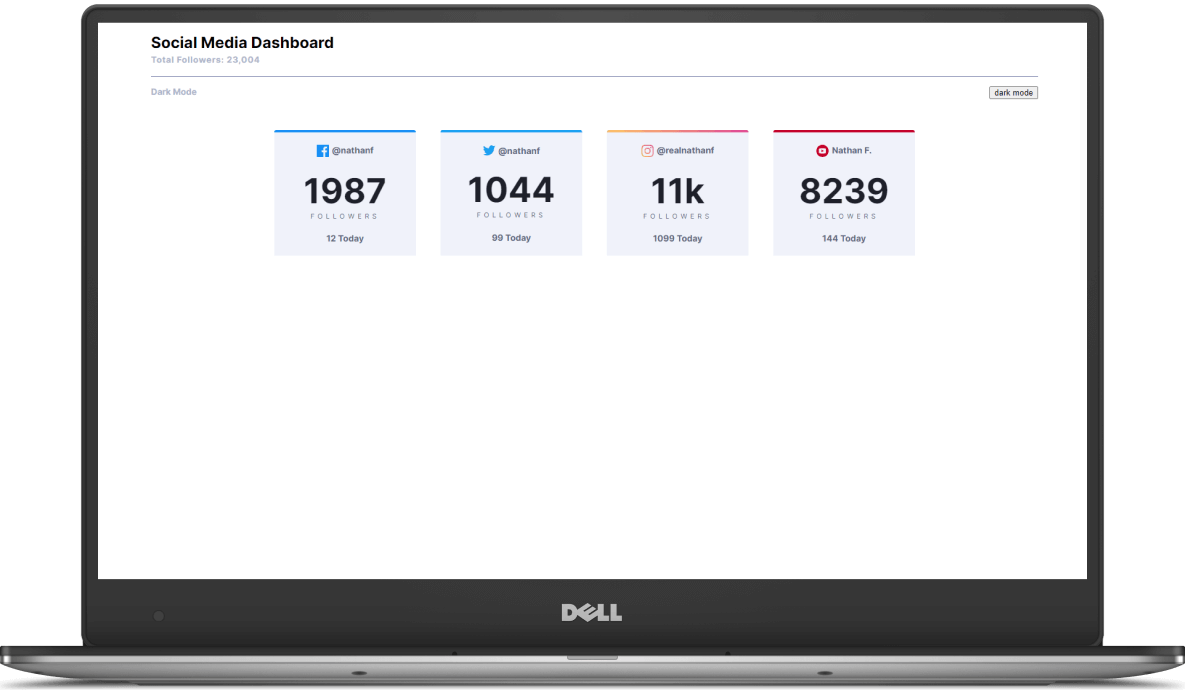 Social Media Dashboard
Total Followers: 23,004
Dark Mode
dark mode
@nathanf
1987
FOLLOWERS
12 Today
@nathanf
1044
FOLLOWERS
99 Today
@realnathanf
11k
FOLLOWERS
1099 Today
Nathan F.
8239
FOLLOWERS
144 Today
DELL